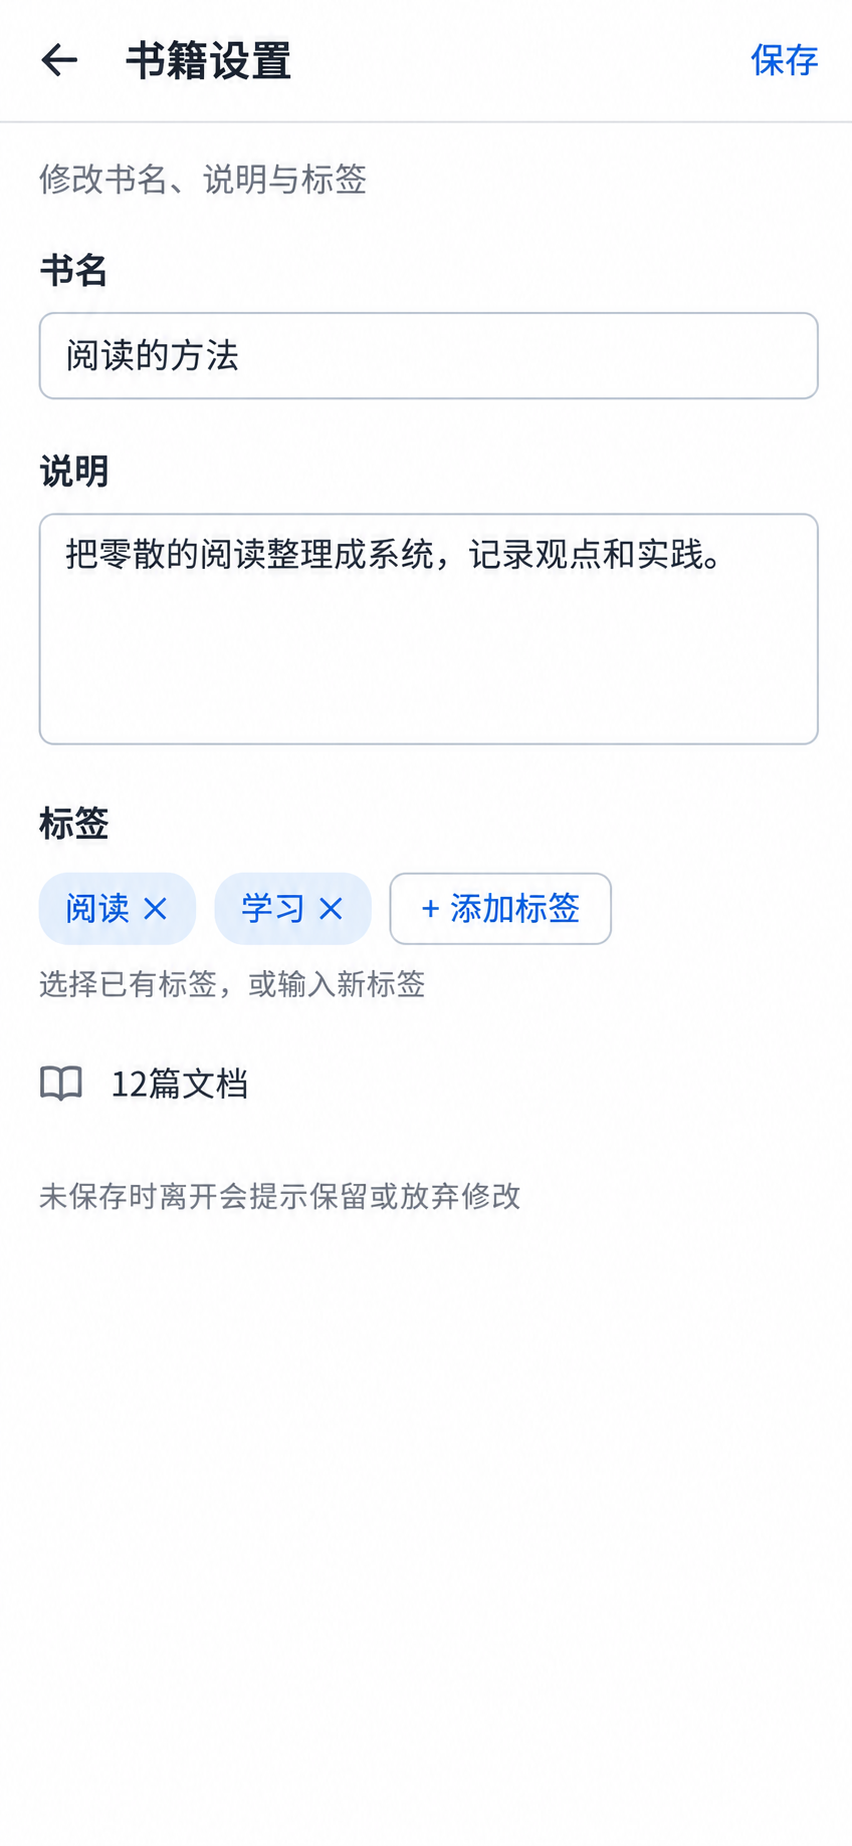 书籍设置
保存
修改书名、说明与标签
书名
阅读的方法
说明
把零散的阅读整理成系统，记录观点和实践。
标签
阅读 ×
学习 ×
+ 添加标签
选择已有标签，或输入新标签
12篇文档
未保存时离开会提示保留或放弃修改